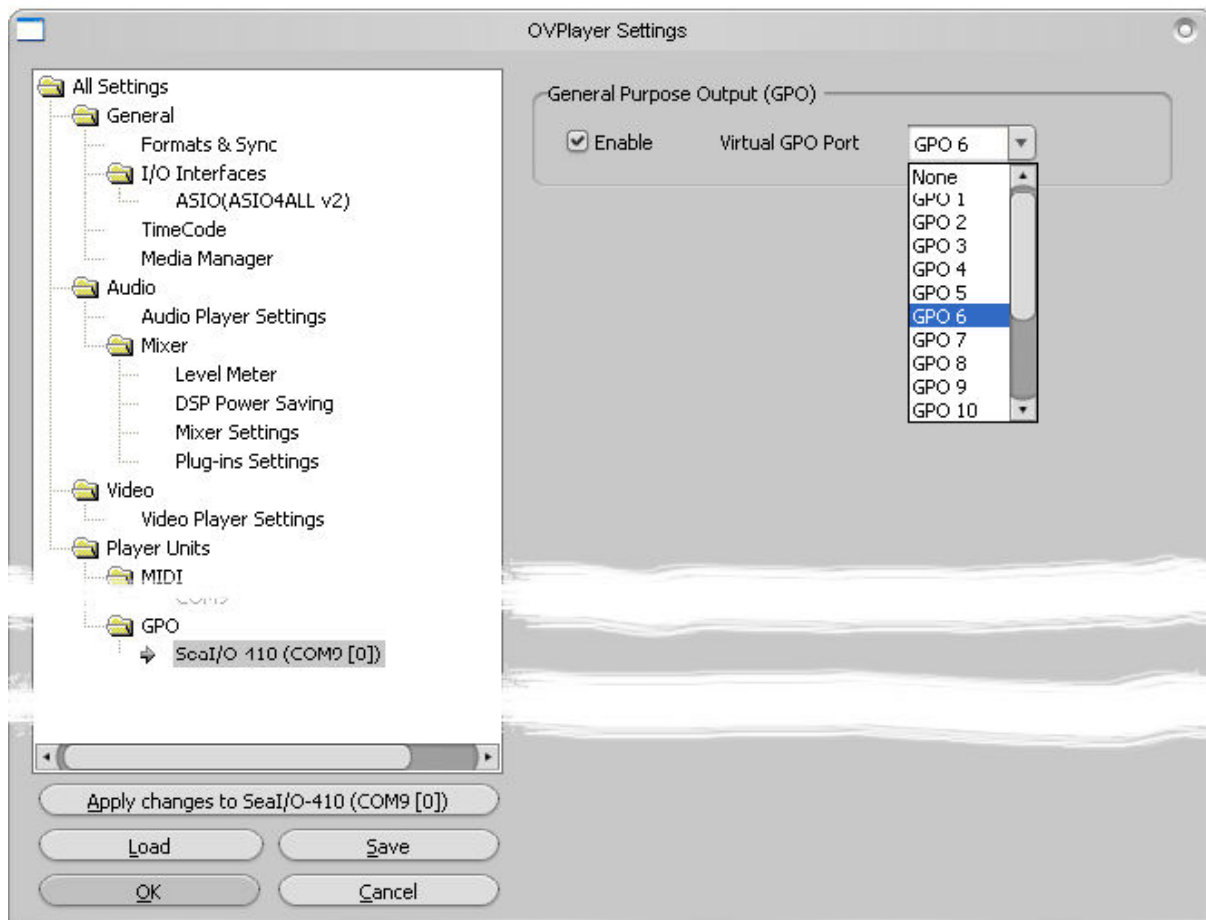 OVPlayer Settings
All Settings
General
Formats & Sync
I/O Interfaces
ASIO(ASIO4ALL v2)
TimeCode
Media Manager
Audio
Audio Player Settings
Mixer
Level Meter
DSP Power Saving
Mixer Settings
Plug-ins Settings
Video
Video Player Settings
Player Units
MIDI
GPO
SeaI/O-410 (COM9 [0])
Apply changes to SeaI/O-410 (COM9 [0])
Load
Save
OK
Cancel
General Purpose Output (GPO)
Enable
Virtual GPO Port
GPO 6
None
GPO 1
GPO 2
GPO 3
GPO 4
GPO 5
GPO 6
GPO 7
GPO 8
GPO 9
GPO 10